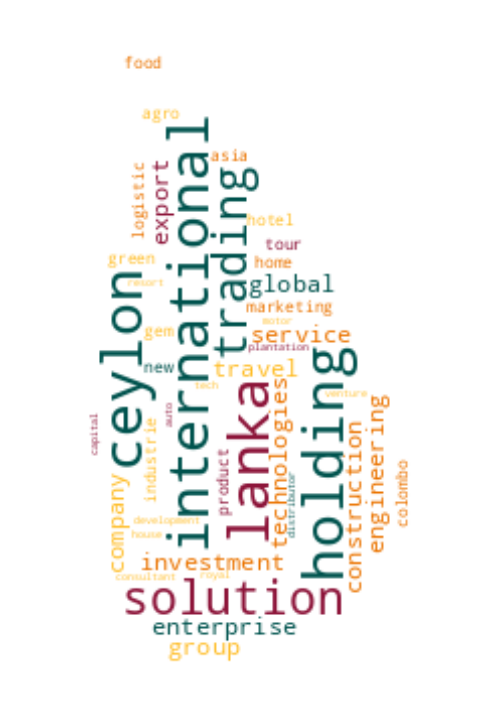 food
agro
international
asia
logistic
export
trading
hotel
tour
green
home
ceylon
resort
global
marketing
motor
gem
service
plantation
holding
new
travel
tech
lanka
technologies
venture
engineering
auto
capital
industrie
construction
product
colombo
distributor
company
development
house
investment
consultant
royal
solution
enterprise
group